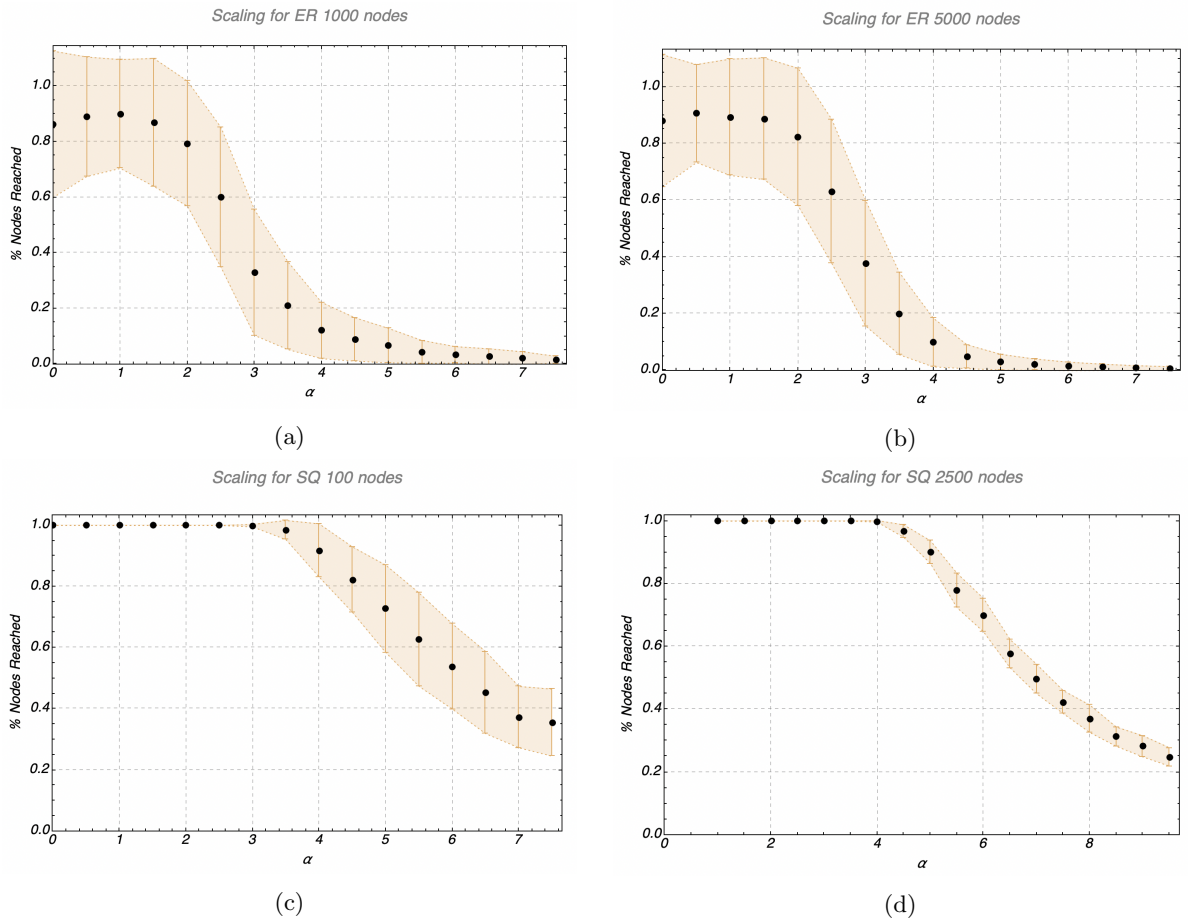 Scaling for ER 1000 nodes
% Nodes Reached
1.0
0.8
0.6
0.4
0.2
0.0
0 1 2 3 4 5 6 7
α
(a)
Scaling for ER 5000 nodes
% Nodes Reached
1.0
0.8
0.6
0.4
0.2
0.0
0 1 2 3 4 5 6 7
α
(b)
Scaling for SQ 100 nodes
% Nodes Reached
1.0
0.8
0.6
0.4
0.2
0.0
0 1 2 3 4 5 6 7
α
(c)
Scaling for SQ 2500 nodes
% Nodes Reached
1.0
0.8
0.6
0.4
0.2
0.0
0 2 4 6 8
α
(d)